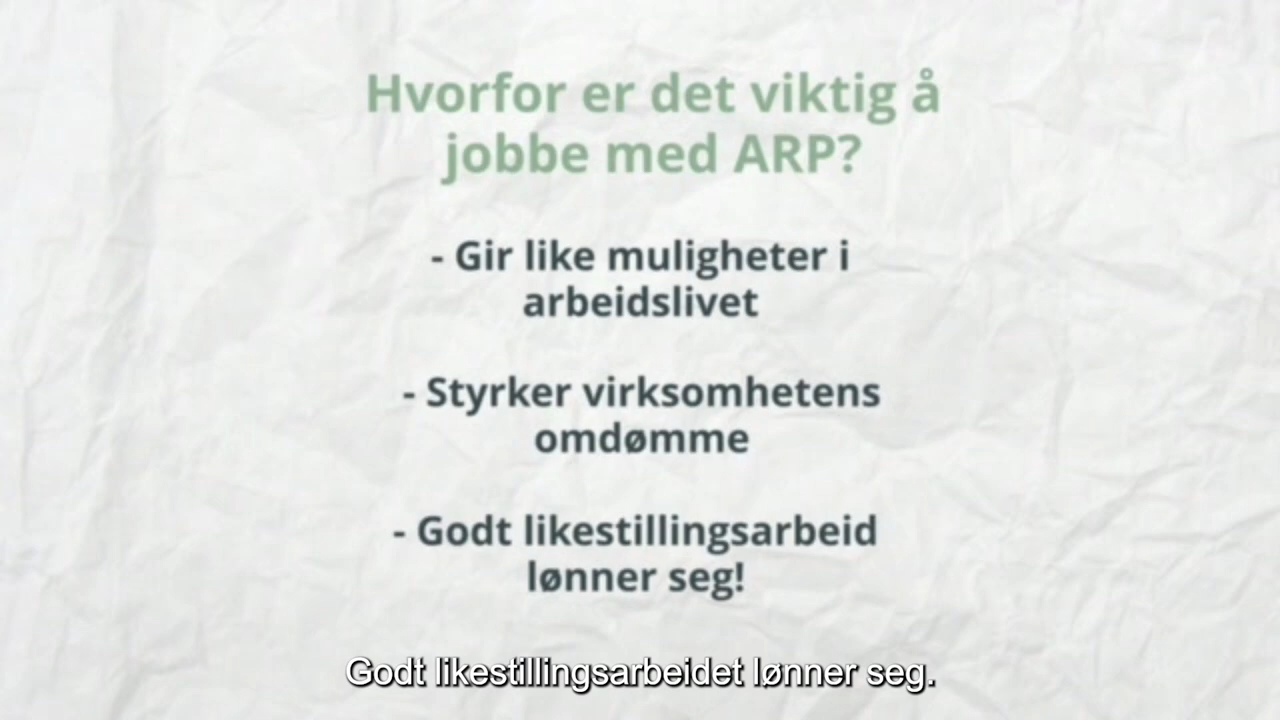 Hvorfor er det viktig å
jobbe med ARP?
- Gir like muligheter i
arbeidslivet
- Styrker virksomhetens
omdømme
- Godt likestillingsarbeid
lønner seg!
Godt likestillingsarbeidet lønner seg.